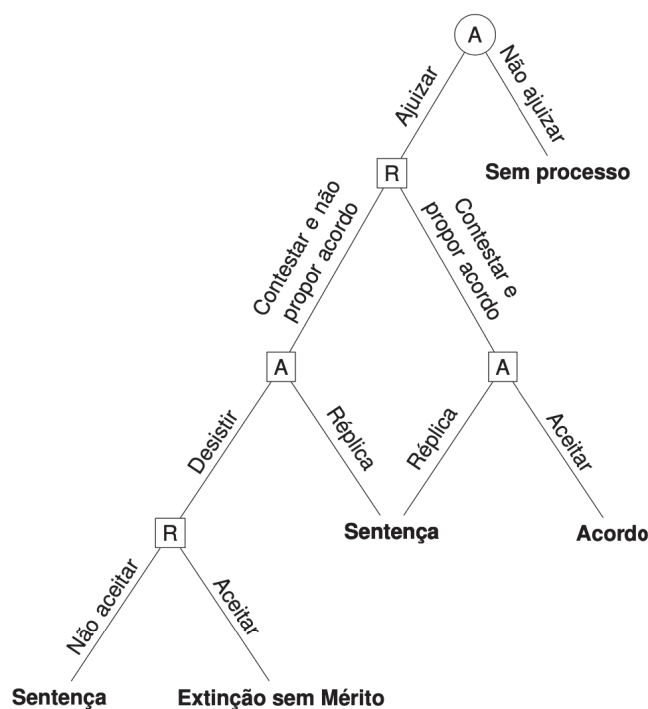 A
Ajuizar
Não ajuizar
R
Sem processo
Contestar e não
propor acordo
Contestar e
propor acordo
A
A
Desistir
Réplica
Réplica
Aceitar
R
Sentença
Acordo
Não aceitar
Aceitar
Sentença
Extinção sem Mérito